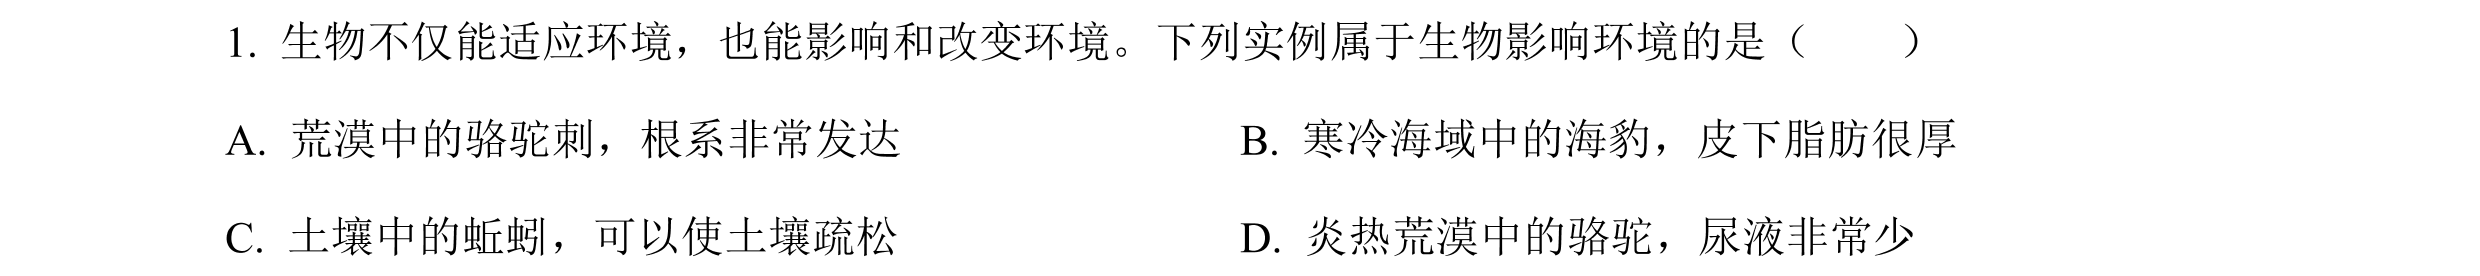 1. 生物不仅能适应环境，也能影响和改变环境。下列实例属于生物影响环境的是（　　）
A. 荒漠中的骆驼刺，根系非常发达　　B. 寒冷海域中的海豹，皮下脂肪很厚
C. 土壤中的蚯蚓，可以使土壤疏松　　D. 炎热荒漠中的骆驼，尿液非常少